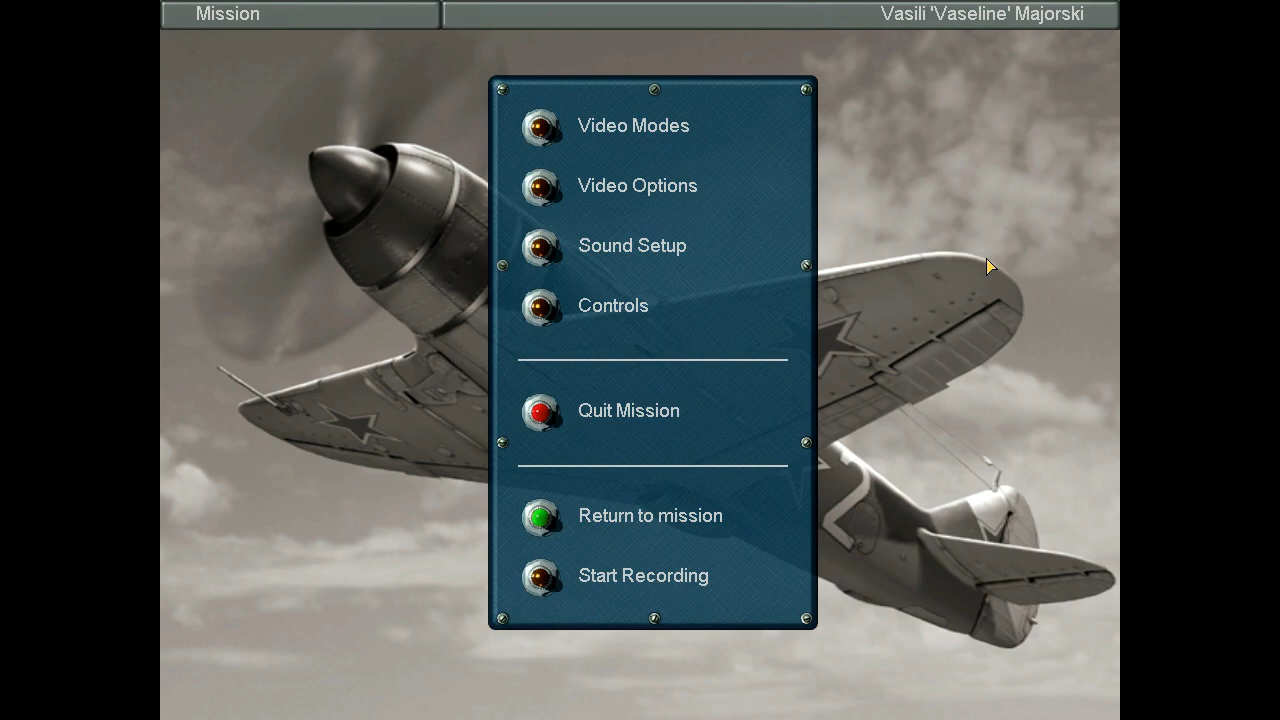 Mission
Vasili 'Vaseline' Majorski
Video Modes
Video Options
Sound Setup
Controls
Quit Mission
Return to mission
Start Recording